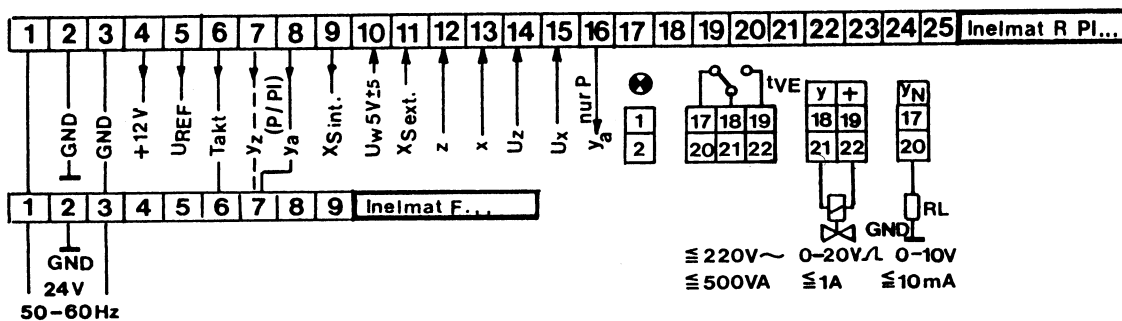 1 2 3 4 5 6 7 8 9 10 11 12 13 14 15 16 17 18 19 20 21 22 23 24 25 Inelmat R PI...
GND
GND
+12V
UREF
Takt
yz
(P/PI)
ya
XS int.
Uw 5V±5
XS ext.
z
x
Uz
Ux
nur P
ya
1
2
tVE
17 18 19
20 21 22
y +
18 19
21 22
yN
17
20
RL
GND
≦220V~ 0-20V 0-10V
≦500VA ≦1A ≦10mA
1 2 3 4 5 6 7 8 9 Inelmat F...
GND
24V
50-60Hz